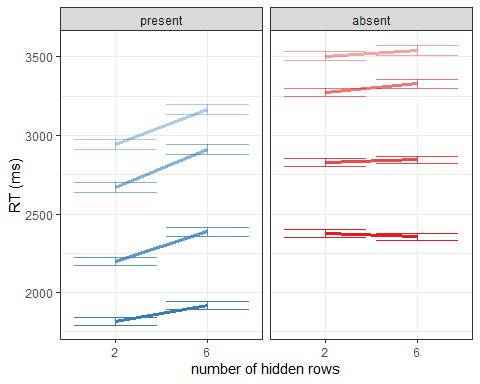 present
absent
3500
3000
2500
2000
RT (ms)
2
6
2
6
number of hidden rows